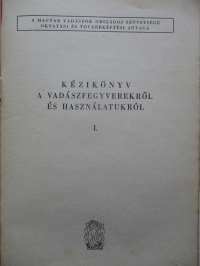 A MAGYAR VADÁSZOK ORSZÁGOS SZÖVETSÉGE
OKTATÁSI ÉS TOVÁBBKÉPZÉSI ANYAGA
KÉZIKÖNYV
A VADÁSZFEGYVEREKRŐL
ÉS HASZNÁLATUKRÓL
I.